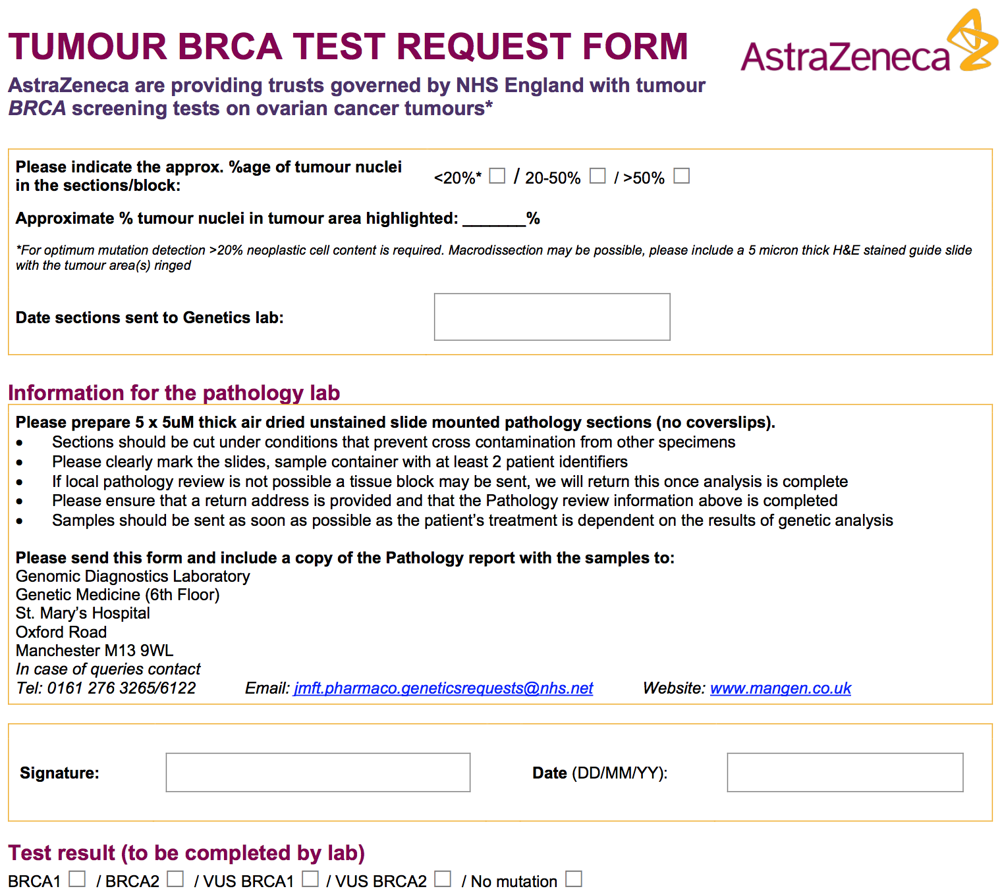 TUMOUR BRCA TEST REQUEST FORM
AstraZeneca
AstraZeneca are providing trusts governed by NHS England with tumour
BRCA screening tests on ovarian cancer tumours*
Please indicate the approx. %age of tumour nuclei
in the sections/block:
<20%* ☐ / 20-50% ☐ / >50% ☐
Approximate % tumour nuclei in tumour area highlighted: _______%
*For optimum mutation detection >20% neoplastic cell content is required. Macrodissection may be possible, please include a 5 micron thick H&E stained guide slide
with the tumour area(s) ringed
Date sections sent to Genetics lab:
Information for the pathology lab
Please prepare 5 x 5uM thick air dried unstained slide mounted pathology sections (no coverslips).
• Sections should be cut under conditions that prevent cross contamination from other specimens
• Please clearly mark the slides, sample container with at least 2 patient identifiers
• If local pathology review is not possible a tissue block may be sent, we will return this once analysis is complete
• Please ensure that a return address is provided and that the Pathology review information above is completed
• Samples should be sent as soon as possible as the patient’s treatment is dependent on the results of genetic analysis
Please send this form and include a copy of the Pathology report with the samples to:
Genomic Diagnostics Laboratory
Genetic Medicine (6th Floor)
St. Mary’s Hospital
Oxford Road
Manchester M13 9WL
In case of queries contact
Tel: 0161 276 3265/6122 Email: jmft.pharmaco.geneticsrequests@nhs.net Website: www.mangen.co.uk
Signature: Date (DD/MM/YY):
Test result (to be completed by lab)
BRCA1 ☐ / BRCA2 ☐ / VUS BRCA1 ☐ / VUS BRCA2 ☐ / No mutation ☐